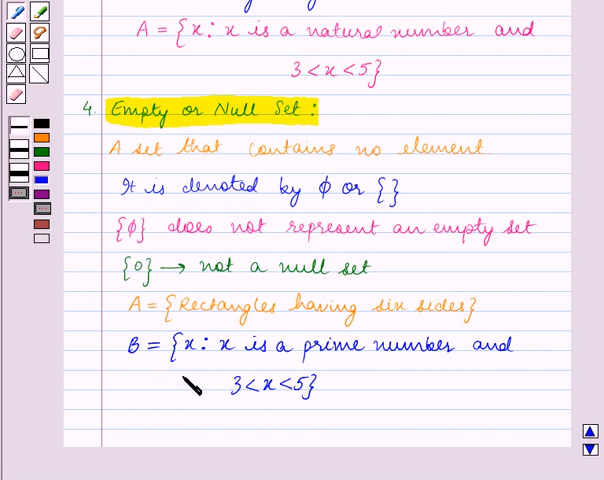 A = {x: x is a natural number and
3 < x < 5}
4. Empty or Null Set:
A set that contains no element.
It is denoted by ϕ or { }
{ϕ} does not represent an empty set
{0} → not a null set
A = {Rectangles having six sides}
B = {x: x is a prime number and
3 < x < 5}